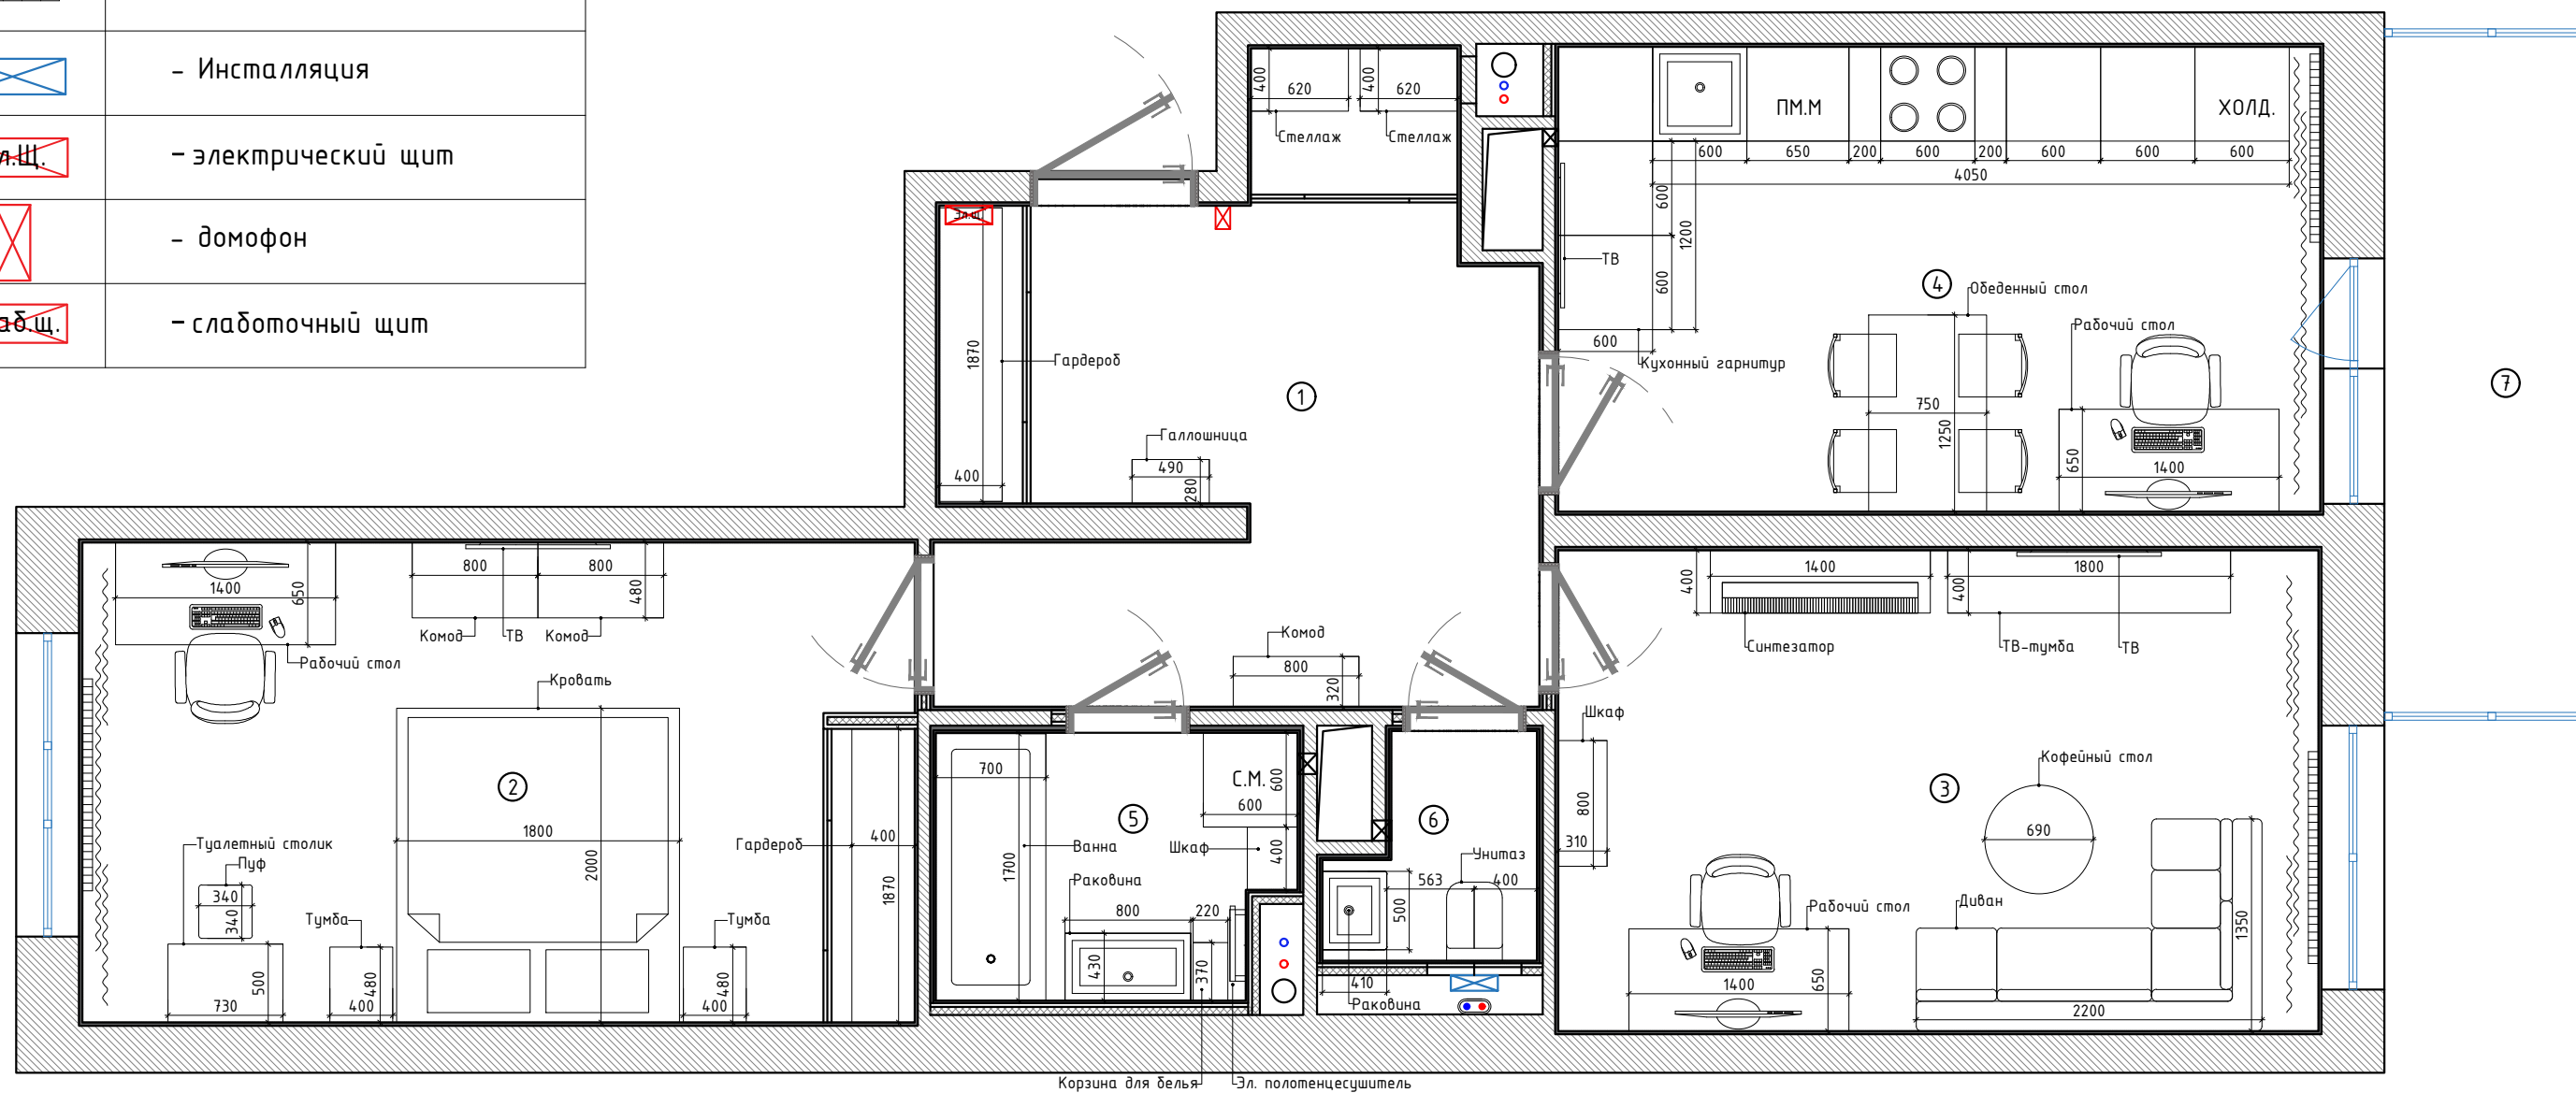 - Инсталляция
л.Щ.
- электрический щит
- домофон
аб.щ.
- слаботочный щит
400
620
400
620
Стеллаж
Стеллаж
ПМ.М
ХОЛД.
600
650
200
600
200
600
600
600
4050
600
1200
600
ТВ
600
Кухонный гарнитур
4
Обеденный стол
Рабочий стол
750
1250
650
1400
7
Эл.щ.
1870
Гардероб
400
1
Галлошница
490
280
1400
650
Рабочий стол
800
800
480
Комод
ТВ
Комод
Кровать
2
1800
2000
Туалетный столик
Пуф
340
340
Тумба
Тумба
500
730
480
400
480
400
Гардероб
400
1870
Комод
800
320
700
С.М.
600
600
5
1700
Ванна
Шкаф
400
Раковина
800
220
430
370
Корзина для белья
Эл. полотенцесушитель
6
Унитаз
563
400
500
410
Раковина
400
1400
400
1800
Синтезатор
ТВ-тумба
ТВ
Шкаф
800
310
3
Кофейный стол
690
Рабочий стол
Диван
1400
650
1350
2200